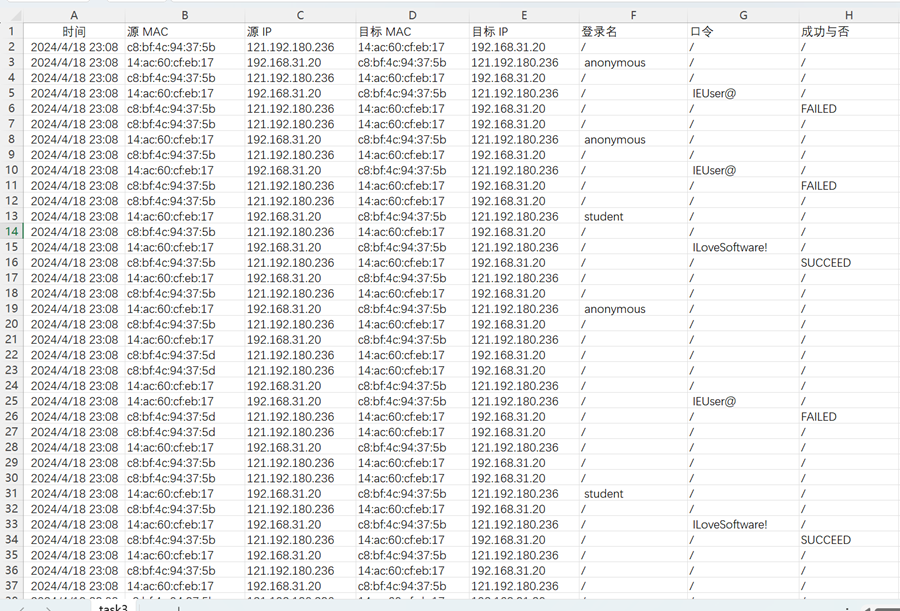 A B C D E F G H
1 时间 源 MAC 源 IP 目标 MAC 目标 IP 登录名 口令 成功与否
2 2024/4/18 23:08 c8:bf:4c:94:37:5b 121.192.180.236 14:ac:60:cf:eb:17 192.168.31.20 / / /
3 2024/4/18 23:08 14:ac:60:cf:eb:17 192.168.31.20 c8:bf:4c:94:37:5b 121.192.180.236 anonymous / /
4 2024/4/18 23:08 c8:bf:4c:94:37:5b 121.192.180.236 14:ac:60:cf:eb:17 192.168.31.20 / / /
5 2024/4/18 23:08 14:ac:60:cf:eb:17 192.168.31.20 c8:bf:4c:94:37:5b 121.192.180.236 / IEUser@ /
6 2024/4/18 23:08 c8:bf:4c:94:37:5b 121.192.180.236 14:ac:60:cf:eb:17 192.168.31.20 / / FAILED
7 2024/4/18 23:08 c8:bf:4c:94:37:5b 121.192.180.236 14:ac:60:cf:eb:17 192.168.31.20 / / /
8 2024/4/18 23:08 14:ac:60:cf:eb:17 192.168.31.20 c8:bf:4c:94:37:5b 121.192.180.236 anonymous / /
9 2024/4/18 23:08 c8:bf:4c:94:37:5b 121.192.180.236 14:ac:60:cf:eb:17 192.168.31.20 / / /
10 2024/4/18 23:08 14:ac:60:cf:eb:17 192.168.31.20 c8:bf:4c:94:37:5b 121.192.180.236 / IEUser@ /
11 2024/4/18 23:08 c8:bf:4c:94:37:5b 121.192.180.236 14:ac:60:cf:eb:17 192.168.31.20 / / FAILED
12 2024/4/18 23:08 c8:bf:4c:94:37:5b 121.192.180.236 14:ac:60:cf:eb:17 192.168.31.20 / / /
13 2024/4/18 23:08 14:ac:60:cf:eb:17 192.168.31.20 c8:bf:4c:94:37:5b 121.192.180.236 student / /
14 2024/4/18 23:08 c8:bf:4c:94:37:5b 121.192.180.236 14:ac:60:cf:eb:17 192.168.31.20 / / /
15 2024/4/18 23:08 14:ac:60:cf:eb:17 192.168.31.20 c8:bf:4c:94:37:5b 121.192.180.236 / ILoveSoftware! /
16 2024/4/18 23:08 c8:bf:4c:94:37:5b 121.192.180.236 14:ac:60:cf:eb:17 192.168.31.20 / / SUCCEED
17 2024/4/18 23:08 14:ac:60:cf:eb:17 192.168.31.20 c8:bf:4c:94:37:5b 121.192.180.236 / / /
18 2024/4/18 23:08 c8:bf:4c:94:37:5b 121.192.180.236 14:ac:60:cf:eb:17 192.168.31.20 / / /
19 2024/4/18 23:08 14:ac:60:cf:eb:17 192.168.31.20 c8:bf:4c:94:37:5b 121.192.180.236 anonymous / /
20 2024/4/18 23:08 c8:bf:4c:94:37:5b 121.192.180.236 14:ac:60:cf:eb:17 192.168.31.20 / / /
21 2024/4/18 23:08 14:ac:60:cf:eb:17 192.168.31.20 c8:bf:4c:94:37:5b 121.192.180.236 / / /
22 2024/4/18 23:08 c8:bf:4c:94:37:5d 121.192.180.236 14:ac:60:cf:eb:17 192.168.31.20 / / /
23 2024/4/18 23:08 c8:bf:4c:94:37:5d 121.192.180.236 14:ac:60:cf:eb:17 192.168.31.20 / / /
24 2024/4/18 23:08 14:ac:60:cf:eb:17 192.168.31.20 c8:bf:4c:94:37:5b 121.192.180.236 / / /
25 2024/4/18 23:08 14:ac:60:cf:eb:17 192.168.31.20 c8:bf:4c:94:37:5b 121.192.180.236 / IEUser@ /
26 2024/4/18 23:08 c8:bf:4c:94:37:5d 121.192.180.236 14:ac:60:cf:eb:17 192.168.31.20 / / FAILED
27 2024/4/18 23:08 c8:bf:4c:94:37:5d 121.192.180.236 14:ac:60:cf:eb:17 192.168.31.20 / / /
28 2024/4/18 23:08 14:ac:60:cf:eb:17 192.168.31.20 c8:bf:4c:94:37:5b 121.192.180.236 / / /
29 2024/4/18 23:08 c8:bf:4c:94:37:5b 121.192.180.236 14:ac:60:cf:eb:17 192.168.31.20 / / /
30 2024/4/18 23:08 c8:bf:4c:94:37:5b 121.192.180.236 14:ac:60:cf:eb:17 192.168.31.20 / / /
31 2024/4/18 23:08 14:ac:60:cf:eb:17 192.168.31.20 c8:bf:4c:94:37:5b 121.192.180.236 student / /
32 2024/4/18 23:08 c8:bf:4c:94:37:5b 121.192.180.236 14:ac:60:cf:eb:17 192.168.31.20 / / /
33 2024/4/18 23:08 14:ac:60:cf:eb:17 192.168.31.20 c8:bf:4c:94:37:5b 121.192.180.236 / ILoveSoftware! /
34 2024/4/18 23:08 c8:bf:4c:94:37:5b 121.192.180.236 14:ac:60:cf:eb:17 192.168.31.20 / / SUCCEED
35 2024/4/18 23:08 14:ac:60:cf:eb:17 192.168.31.20 c8:bf:4c:94:37:5b 121.192.180.236 / / /
36 2024/4/18 23:08 c8:bf:4c:94:37:5b 121.192.180.236 14:ac:60:cf:eb:17 192.168.31.20 / / /
37 2024/4/18 23:08 14:ac:60:cf:eb:17 192.168.31.20 c8:bf:4c:94:37:5b 121.192.180.236 / / /
task3